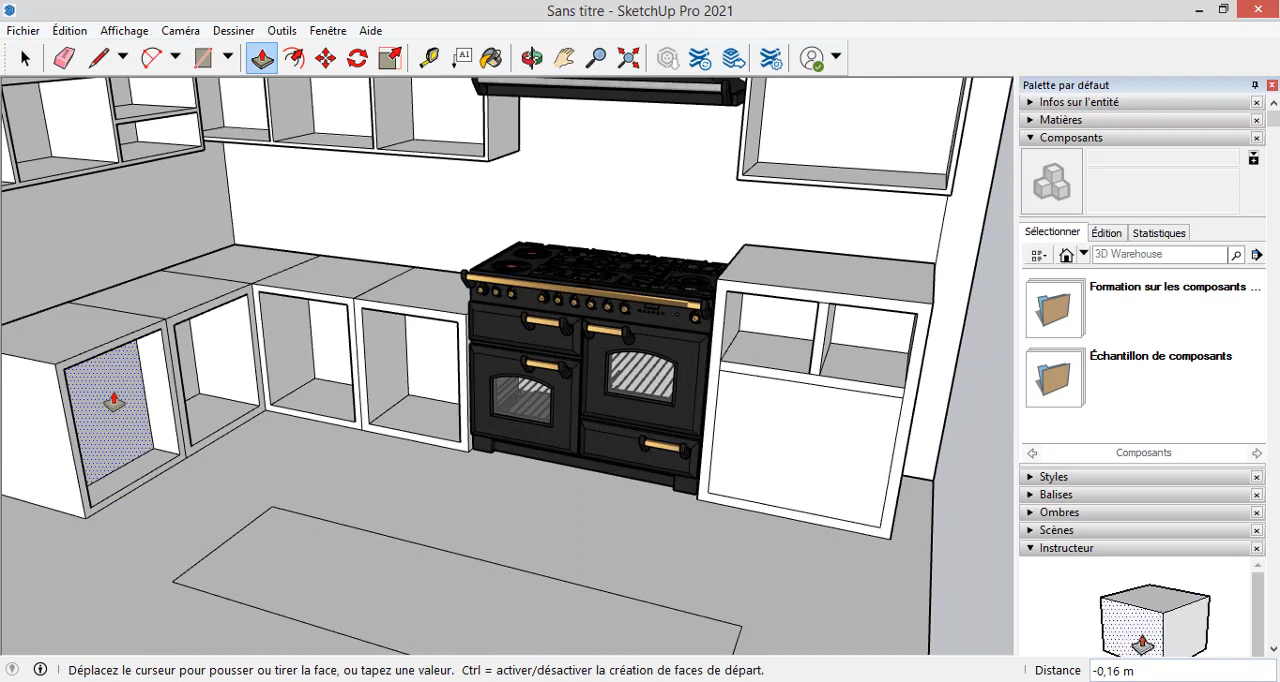 Sans titre - SketchUp Pro 2021
Fichier Édition Affichage Caméra Dessiner Outils Fenêtre Aide
A1
Palette par défaut
Infos sur l'entité
Matières
Composants
Sélectionner Édition Statistiques
3D Warehouse
Formation sur les composants ...
Échantillon de composants
Composants
Styles
Balises
Ombres
Scènes
Instructeur
Déplacez le curseur pour pousser ou tirer la face, ou tapez une valeur. Ctrl = activer/désactiver la création de faces de départ.
Distance -0,16 m